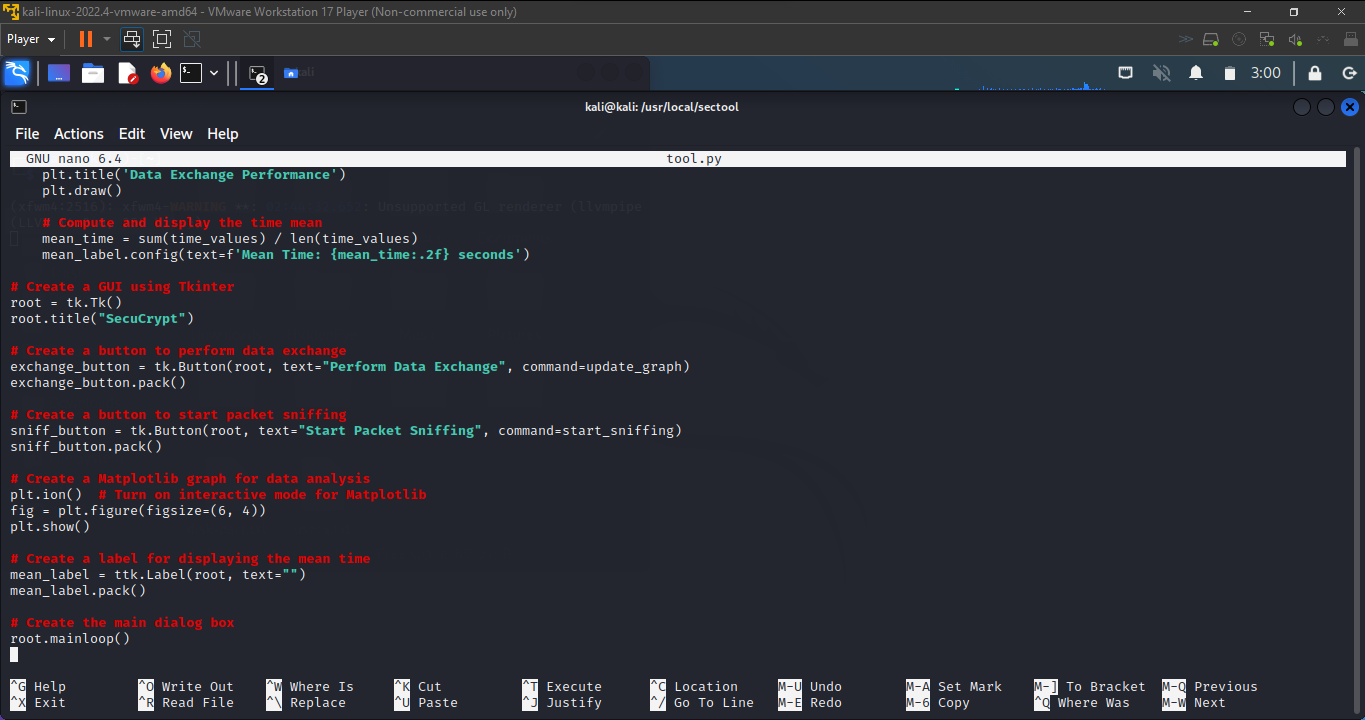 kali-linux-2022.4-vmware-amd64 - VMware Workstation 17 Player (Non-commercial use only)
Player
2
kali
3:00
kali@kali: /usr/local/sectool
File Actions Edit View Help
GNU nano 6.4 tool.py
plt.title('Data Exchange Performance')
plt.draw()
: Unsupported GL renderer (llvmpipe
# Compute and display the time mean
mean_time = sum(time_values) / len(time_values)
mean_label.config(text=f'Mean Time: {mean_time:.2f} seconds')
# Create a GUI using Tkinter
root = tk.Tk()
root.title("SecuCrypt")
# Create a button to perform data exchange
exchange_button = tk.Button(root, text="Perform Data Exchange", command=update_graph)
exchange_button.pack()
# Create a button to start packet sniffing
sniff_button = tk.Button(root, text="Start Packet Sniffing", command=start_sniffing)
sniff_button.pack()
# Create a Matplotlib graph for data analysis
plt.ion()  # Turn on interactive mode for Matplotlib
fig = plt.figure(figsize=(6, 4))
plt.show()
# Create a label for displaying the mean time
mean_label = ttk.Label(root, text="")
mean_label.pack()
# Create the main dialog box
root.mainloop()
^G Help ^O Write Out ^W Where Is ^K Cut ^T Execute ^C Location M-U Undo M-A Set Mark M-] To Bracket M-Q Previous
^X Exit ^R Read File ^\ Replace ^U Paste ^J Justify ^/ Go To Line M-E Redo M-6 Copy ^Q Where Was M-W Next